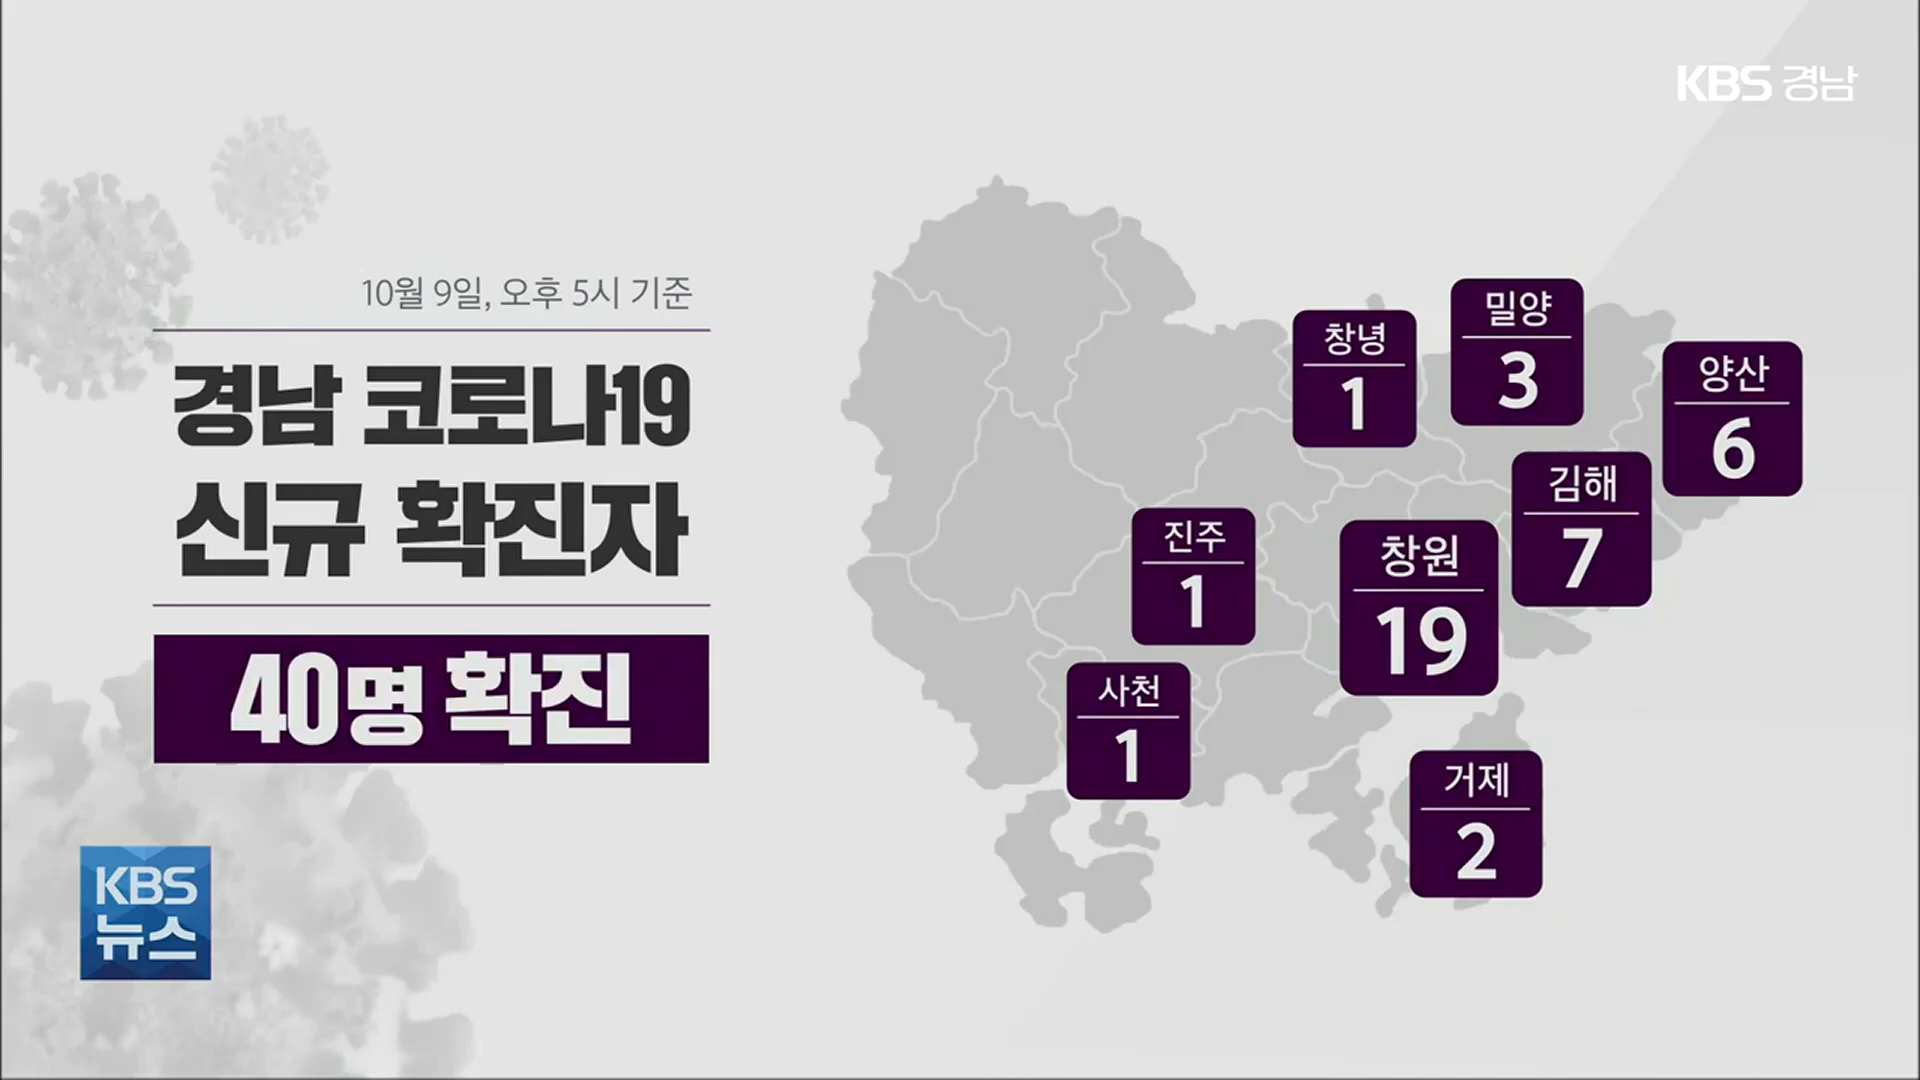 KBS 경남
10월 9일, 오후 5시 기준
경남 코로나19
신규 확진자
40명 확진
창녕
1
밀양
3
양산
6
김해
7
진주
1
창원
19
사천
1
거제
2
KBS
뉴스